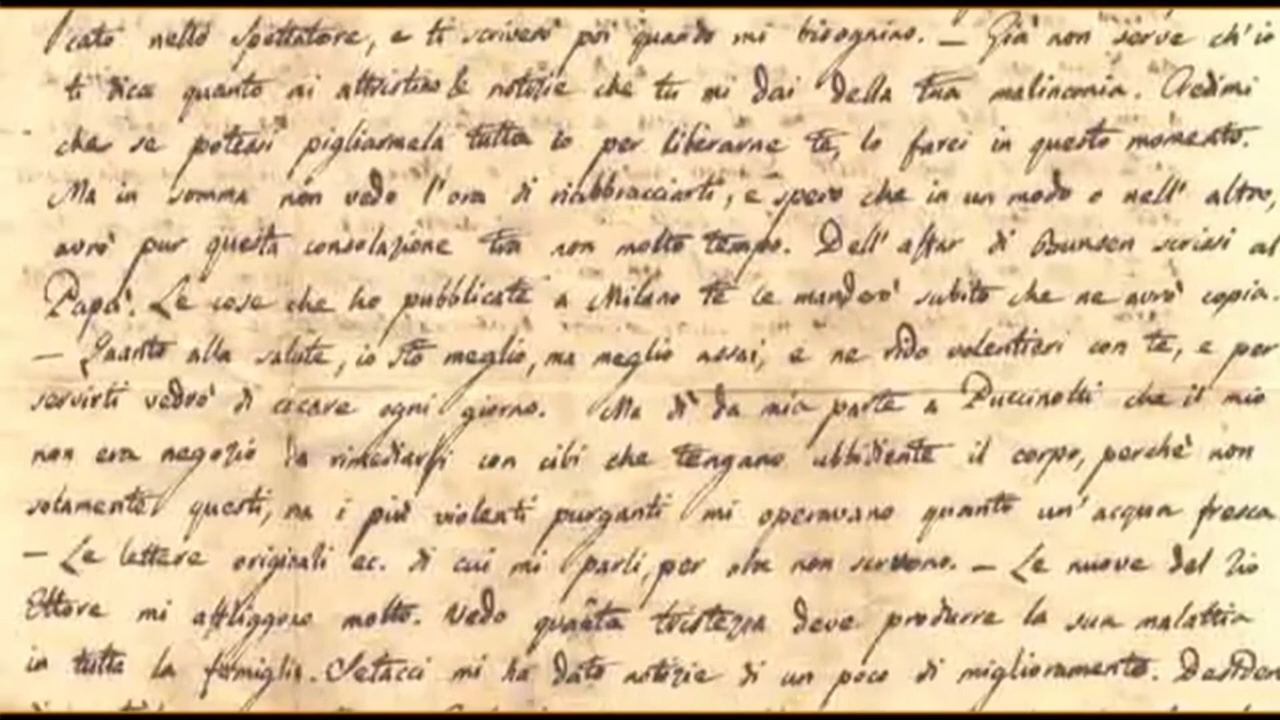 cato nello Spettatore, e ti scriverò poi quando mi bisognino. — Già non serve ch'io
ti dica quanto mi attristino le notizie che tu mi dai della tua malinconia. Credimi
che se potessi pigliarmela tutta io per liberarne te, lo farei in questo momento.
Ma in somma non vedo l'ora di riabbracciarti, e spero che in un modo o nell'altro,
avrò pur questa consolazione tra non molto tempo. Dell'affar di Bunsen scrissi al
Papà. Le cose che ho pubblicate a Milano te le manderò subito che ne avrò copia.
— Quanto alla salute, io sto meglio, ma meglio assai, e ne rido volentieri con te, e per
servirti vedrò di cacare ogni giorno. Ma dì da mia parte a Puccinotti che il mio
non era negozio da rimediarsi con cibi che tengano ubbidiente il corpo, perchè non
solamente questi, ma i più violenti purganti mi operavano quanto un'acqua fresca
— Le lettere originali ec. di cui mi parli, per ora non servono. — Le nuove del Zio
Ettore mi affliggono molto. Vedo quanta tristezza deve produrre la sua malattia
in tutta la famiglia. Setacci mi ha dato notizie di un poco di miglioramento. Desider